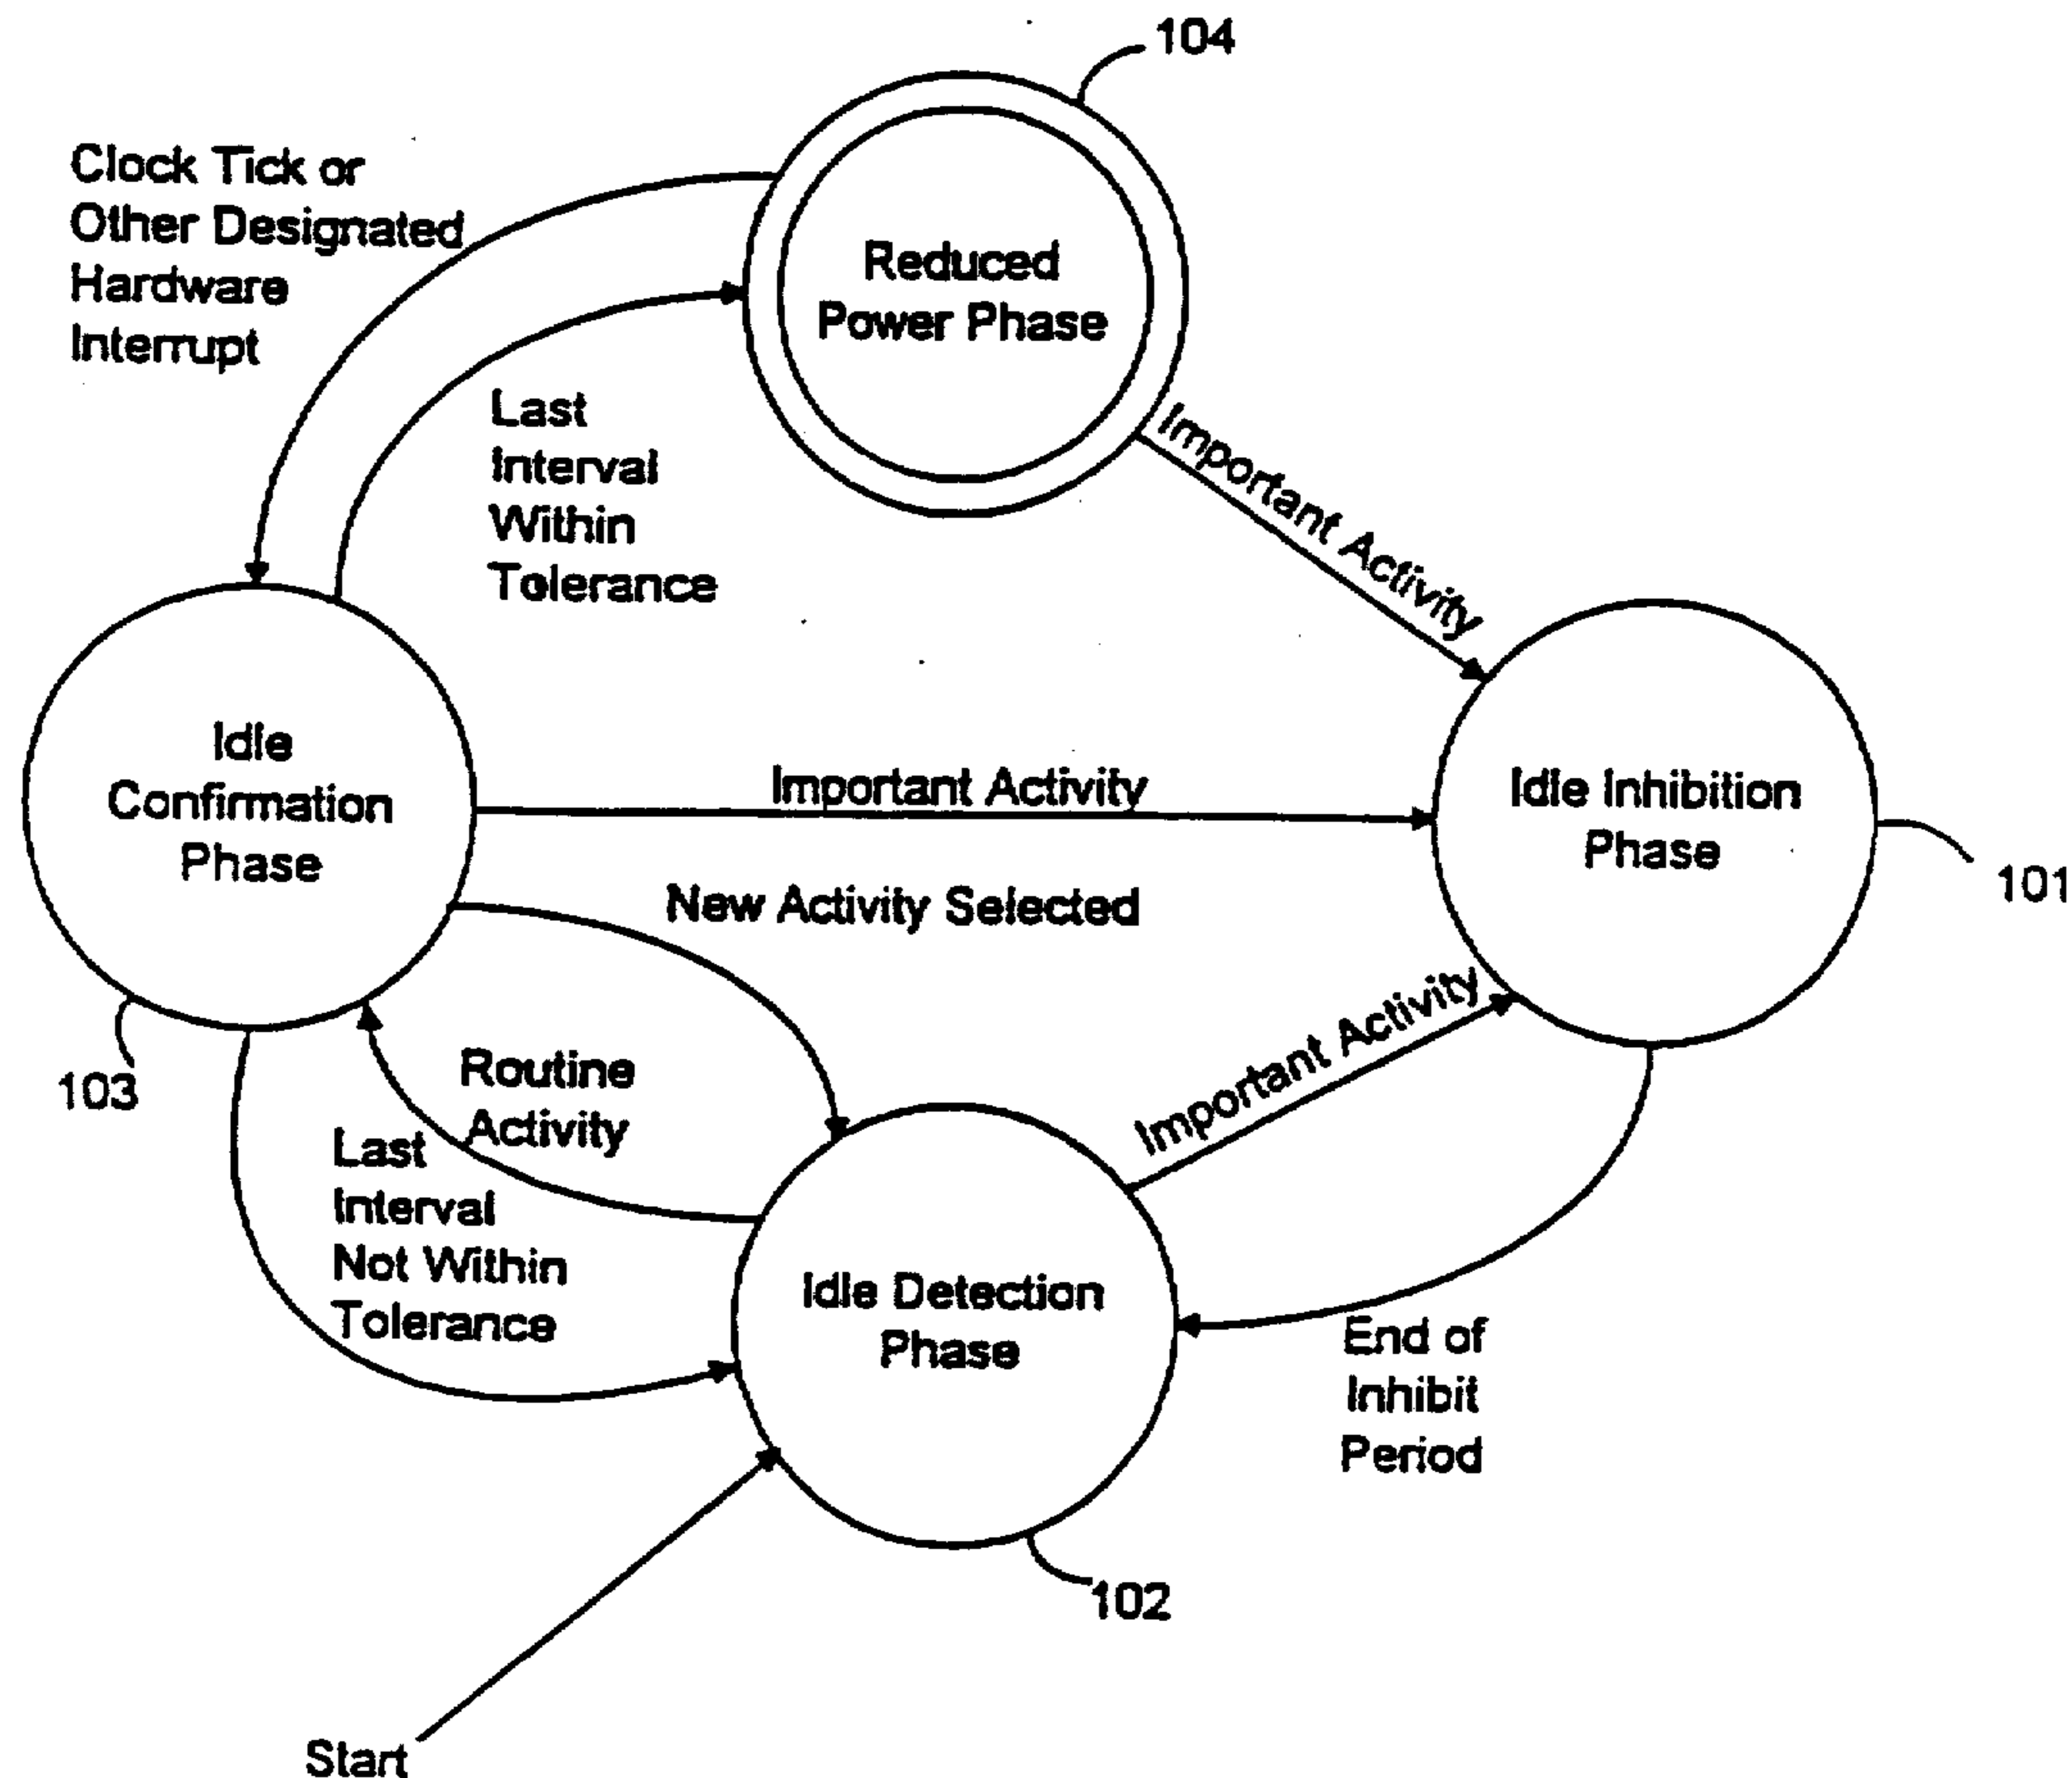 104
Clock Tick or
Other Designated
Hardware
Interrupt
Reduced
Power Phase
Last
Interval
Within
Tolerance
Important Activity
Idle
Confirmation
Phase
Important Activity
Idle Inhibition
Phase
101
New Activity Selected
103
Routine
Activity
Important Activity
Last
Interval
Not Within
Tolerance
Idle Detection
Phase
End of
Inhibit
Period
102
Start